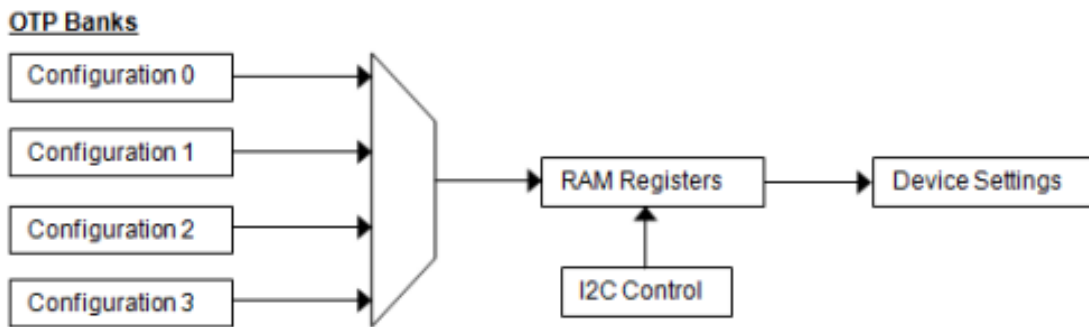 OTP Banks
Configuration 0
Configuration 1
Configuration 2
Configuration 3
RAM Registers
Device Settings
I2C Control